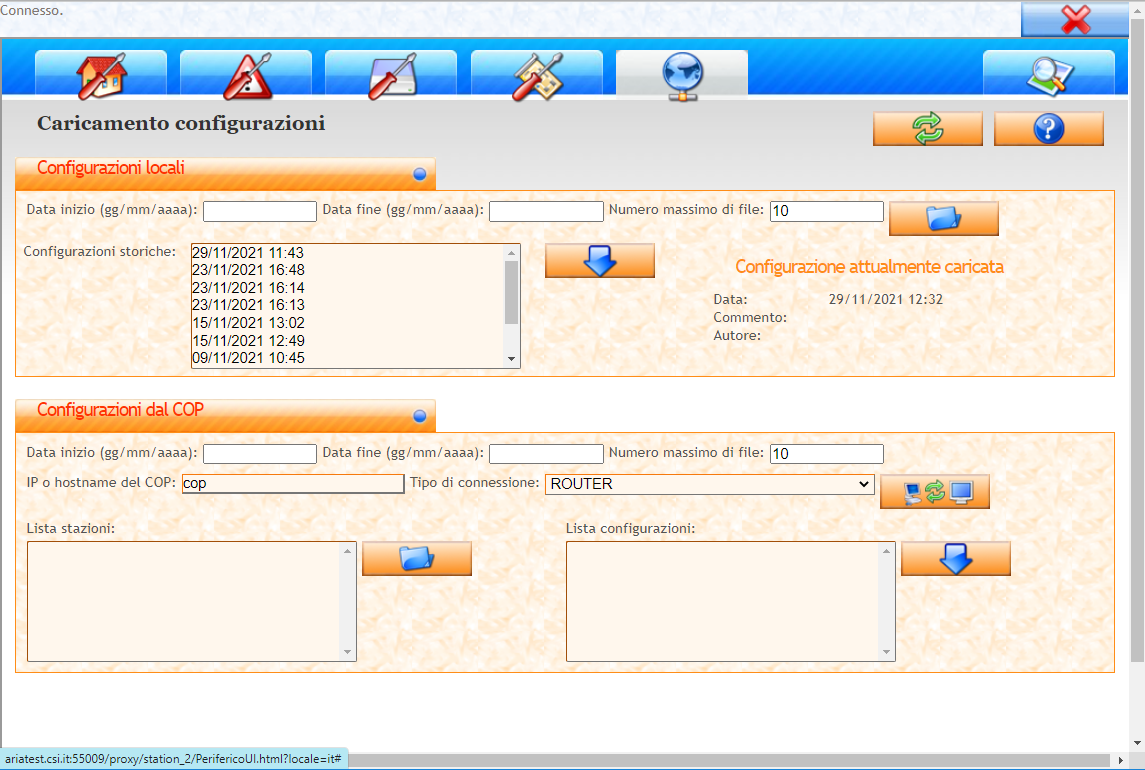 Connesso.
Caricamento configurazioni
Configurazioni locali
Data inizio (gg/mm/aaaa): Data fine (gg/mm/aaaa): Numero massimo di file: 10
Configurazioni storiche:
29/11/2021 11:43
23/11/2021 16:48
23/11/2021 16:14
23/11/2021 16:13
15/11/2021 13:02
15/11/2021 12:49
09/11/2021 10:45
Configurazione attualmente caricata
Data: 29/11/2021 12:32
Commento:
Autore:
Configurazioni dal COP
Data inizio (gg/mm/aaaa): Data fine (gg/mm/aaaa): Numero massimo di file: 10
IP o hostname del COP: cop Tipo di connessione: ROUTER
Lista stazioni: Lista configurazioni:
ariatest.csi.it:55009/proxy/station_2/PerifericoUI.html?locale=it#